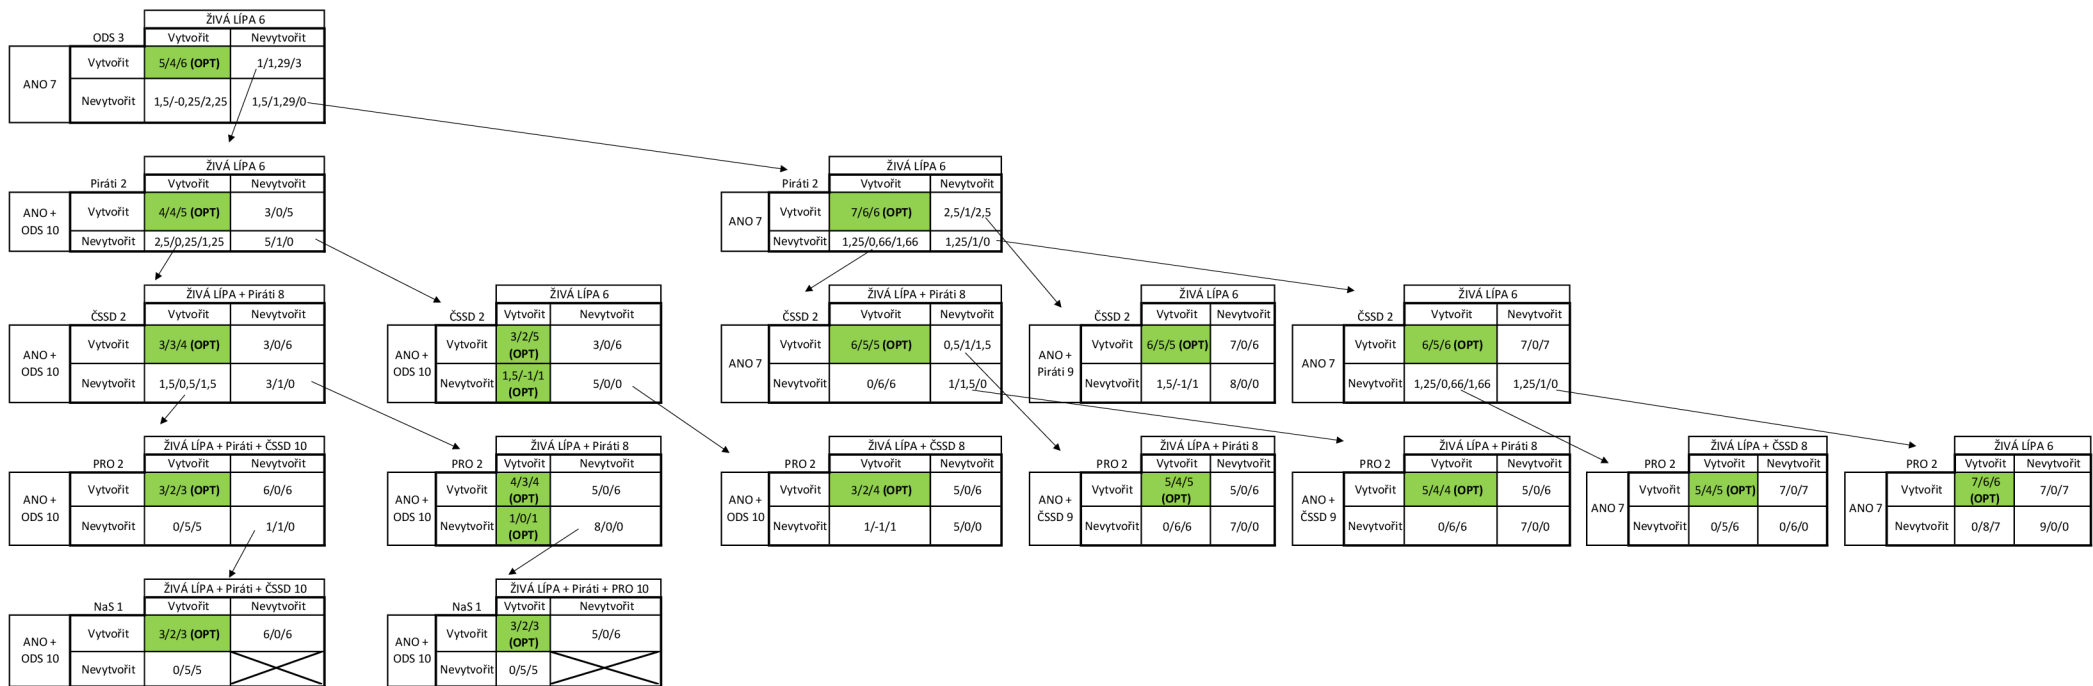 ŽIVÁ LÍPA 6
ODS 3 Vytvořit Nevytvořit
ANO 7
Vytvořit 5/4/6 (OPT) 1/1,29/3
Nevytvořit 1,5/-0,25/2,25 1,5/1,29/0
ŽIVÁ LÍPA 6
Piráti 2 Vytvořit Nevytvořit
ANO +
ODS 10
Vytvořit 4/4/5 (OPT) 3/0/5
Nevytvořit 2,5/0,25/1,25 5/1/0
ŽIVÁ LÍPA 6
Piráti 2 Vytvořit Nevytvořit
ANO 7
Vytvořit 7/6/6 (OPT) 2,5/1/2,5
Nevytvořit 1,25/0,66/1,66 1,25/1/0
ŽIVÁ LÍPA + Piráti 8
ČSSD 2 Vytvořit Nevytvořit
ANO +
ODS 10
Vytvořit 3/3/4 (OPT) 3/0/6
Nevytvořit 1,5/0,5/1,5 3/1/0
ŽIVÁ LÍPA 6
ČSSD 2 Vytvořit Nevytvořit
ANO +
ODS 10
Vytvořit 3/2/5 (OPT) 3/0/6
Nevytvořit 1,5/-1/1 (OPT) 5/0/0
ŽIVÁ LÍPA + Piráti 8
ČSSD 2 Vytvořit Nevytvořit
ANO 7
Vytvořit 6/5/5 (OPT) 0,5/1/1,5
Nevytvořit 0/6/6 1/1,5/0
ŽIVÁ LÍPA 6
ČSSD 2 Vytvořit Nevytvořit
ANO +
Piráti 9
Vytvořit 6/5/5 (OPT) 7/0/6
Nevytvořit 1,5/-1/1 8/0/0
ŽIVÁ LÍPA 6
ČSSD 2 Vytvořit Nevytvořit
ANO 7
Vytvořit 6/5/6 (OPT) 7/0/7
Nevytvořit 1,25/0,66/1,66 1,25/1/0
ŽIVÁ LÍPA + Piráti + ČSSD 10
PRO 2 Vytvořit Nevytvořit
ANO +
ODS 10
Vytvořit 3/2/3 (OPT) 6/0/6
Nevytvořit 0/5/5 1/1/0
ŽIVÁ LÍPA + Piráti 8
PRO 2 Vytvořit Nevytvořit
ANO +
ODS 10
Vytvořit 4/3/4 (OPT) 5/0/6
Nevytvořit 1/0/1 (OPT) 8/0/0
ŽIVÁ LÍPA + ČSSD 8
PRO 2 Vytvořit Nevytvořit
ANO +
ODS 10
Vytvořit 3/2/4 (OPT) 5/0/6
Nevytvořit 1/-1/1 5/0/0
ŽIVÁ LÍPA + Piráti 8
PRO 2 Vytvořit Nevytvořit
ANO +
ČSSD 9
Vytvořit 5/4/5 (OPT) 5/0/6
Nevytvořit 0/6/6 7/0/0
ŽIVÁ LÍPA + Piráti 8
PRO 2 Vytvořit Nevytvořit
ANO +
ČSSD 9
Vytvořit 5/4/4 (OPT) 5/0/6
Nevytvořit 0/6/6 7/0/0
ŽIVÁ LÍPA + ČSSD 8
PRO 2 Vytvořit Nevytvořit
ANO 7
Vytvořit 5/4/5 (OPT) 7/0/7
Nevytvořit 0/5/6 0/6/0
ŽIVÁ LÍPA 6
PRO 2 Vytvořit Nevytvořit
ANO 7
Vytvořit 7/6/6 (OPT) 7/0/7
Nevytvořit 0/8/7 9/0/0
ŽIVÁ LÍPA + Piráti + ČSSD 10
NaS 1 Vytvořit Nevytvořit
ANO +
ODS 10
Vytvořit 3/2/3 (OPT) 6/0/6
Nevytvořit 0/5/5
ŽIVÁ LÍPA + Piráti + PRO 10
NaS 1 Vytvořit Nevytvořit
ANO +
ODS 10
Vytvořit 3/2/3 (OPT) 5/0/6
Nevytvořit 0/5/5